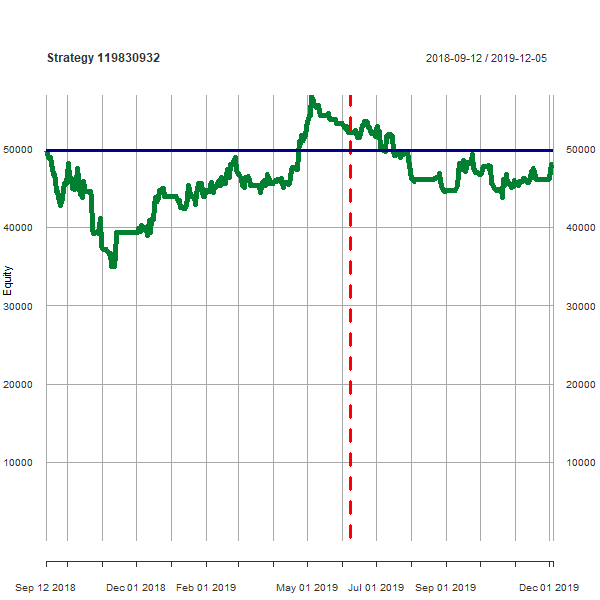 Strategy 119830932
2018-09-12 / 2019-12-05
50000
50000
40000
40000
Equity
30000
30000
20000
20000
10000
10000
Sep 12 2018
Dec 01 2018
Feb 01 2019
May 01 2019
Jul 01 2019
Sep 01 2019
Dec 01 2019